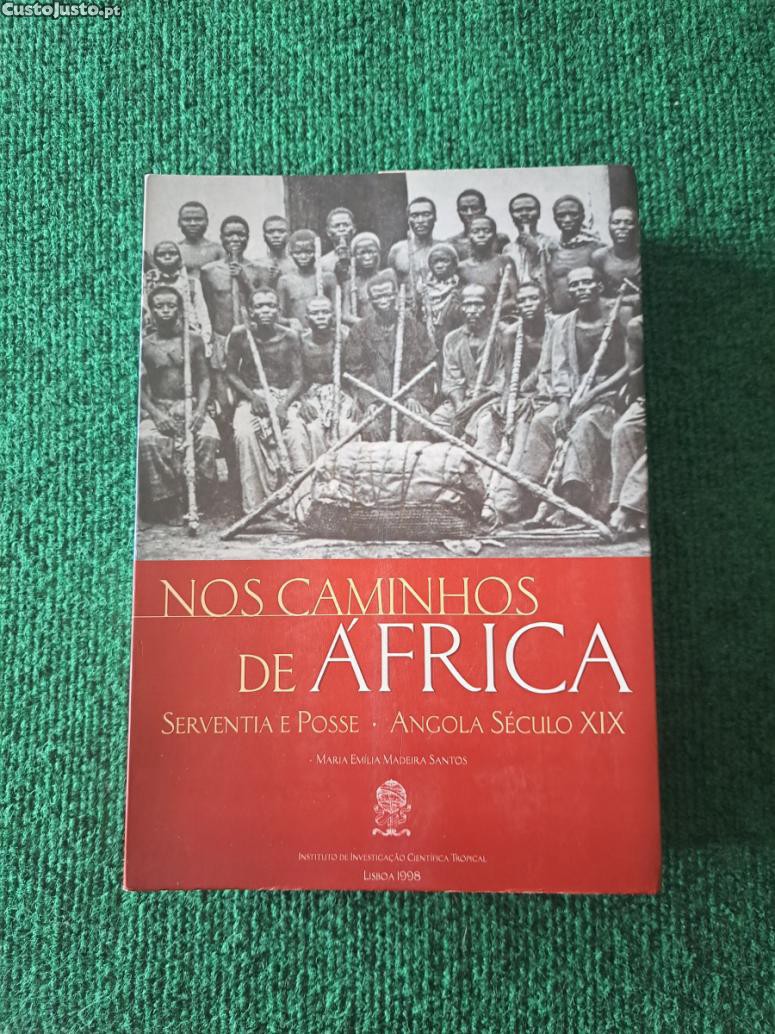 CustoJusto.pt
NOS CAMINHOS
DE ÁFRICA
SERVENTIA E POSSE · ANGOLA SÉCULO XIX
- MARIA EMÍLIA MADEIRA SANTOS
INSTITUTO DE INVESTIGAÇÃO CIENTÍFICA TROPICAL
LISBOA 1998